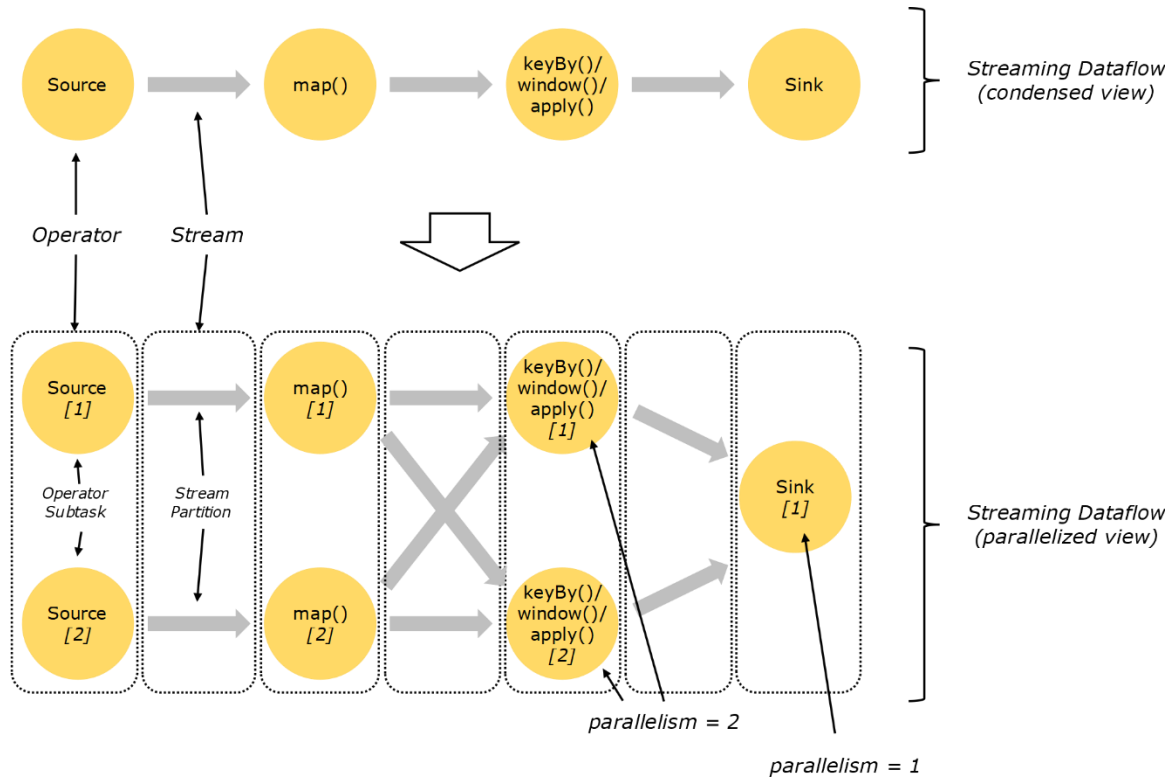 Source
map()
keyBy()/
window()/
apply()
Sink
Streaming Dataflow
(condensed view)
Operator
Stream
Source
[1]
map()
[1]
keyBy()/
window()/
apply()
[1]
Operator
Subtask
Stream
Partition
Sink
[1]
Streaming Dataflow
(parallelized view)
Source
[2]
map()
[2]
keyBy()/
window()/
apply()
[2]
parallelism = 2
parallelism = 1